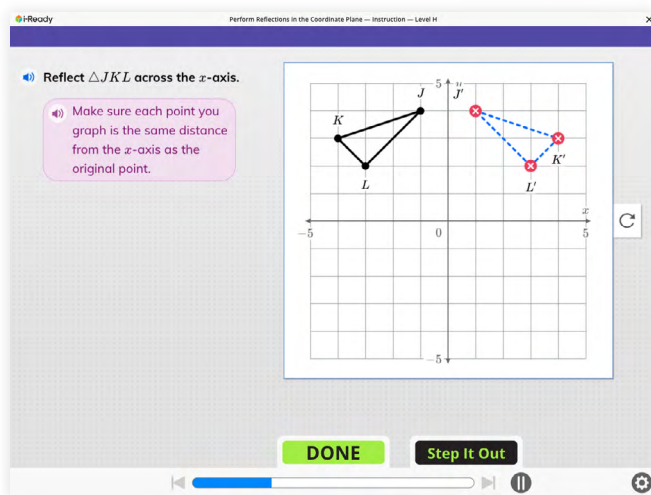 i-Ready
Perform Reflections in the Coordinate Plane — Instruction — Level H
Reflect △JKL across the x-axis.
Make sure each point you
graph is the same distance
from the x-axis as the
original point.
5
J
J′
K
K′
L
L′
x
−5
0
5
−5
DONE
Step It Out